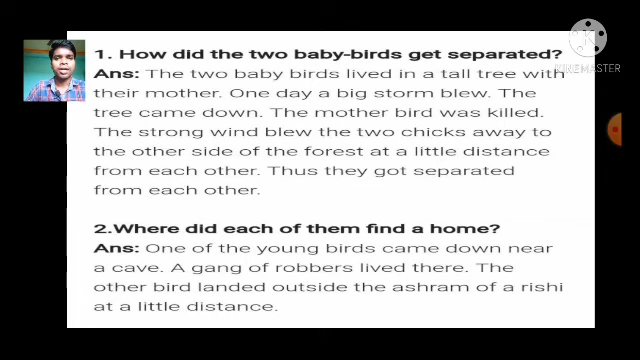 1. How did the two baby-birds get separated?
Ans: The two baby birds lived in a tall tree with
their mother. One day a big storm blew. The
tree came down. The mother bird was killed.
The strong wind blew the two chicks away to
the other side of the forest at a little distance
from each other. Thus they got separated
from each other.
2.Where did each of them find a home?
Ans: One of the young birds came down near
a cave. A gang of robbers lived there. The
other bird landed outside the ashram of a rishi
at a little distance.
K
KINEMASTER